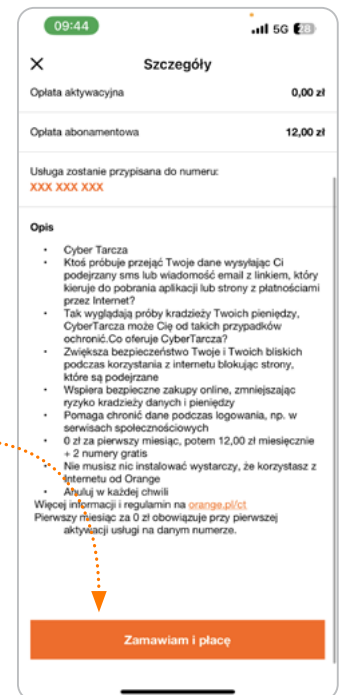 09:44
5G 28
Szczegóły
Opłata aktywacyjna 0,00 zł
Opłata abonamentowa 12,00 zł
Usługa zostanie przypisana do numeru:
XXX XXX XXX
Opis
• Cyber Tarcza
• Ktoś próbuje przejąć Twoje dane wysyłając Ci
podejrzany sms lub wiadomość email z linkiem, który
kieruje do pobrania aplikacji lub strony z płatnościami
przez Internet?
• Tak wyglądają próby kradzieży Twoich pieniędzy,
CyberTarcza może Cię od takich przypadków
ochronić.Co oferuje CyberTarcza?
• Zwiększa bezpieczeństwo Twoje i Twoich bliskich
podczas korzystania z internetu blokując strony,
które są podejrzane
• Wspiera bezpieczne zakupy online, zmniejszając
ryzyko kradzieży danych i pieniędzy
• Pomaga chronić dane podczas logowania, np. w
serwisach społecznościowych
• 0 zł za pierwszy miesiąc, potem 12,00 zł miesięcznie
+ 2 numery gratis
• Nie musisz nic instalować wystarczy, że korzystasz z
Internetu od Orange
• Anuluj w każdej chwili
Więcej informacji i regulamin na orange.pl/ct
Pierwszy miesiąc za 0 zł obowiązuje przy pierwszej
aktywacji usługi na danym numerze.
Zamawiam i płacę